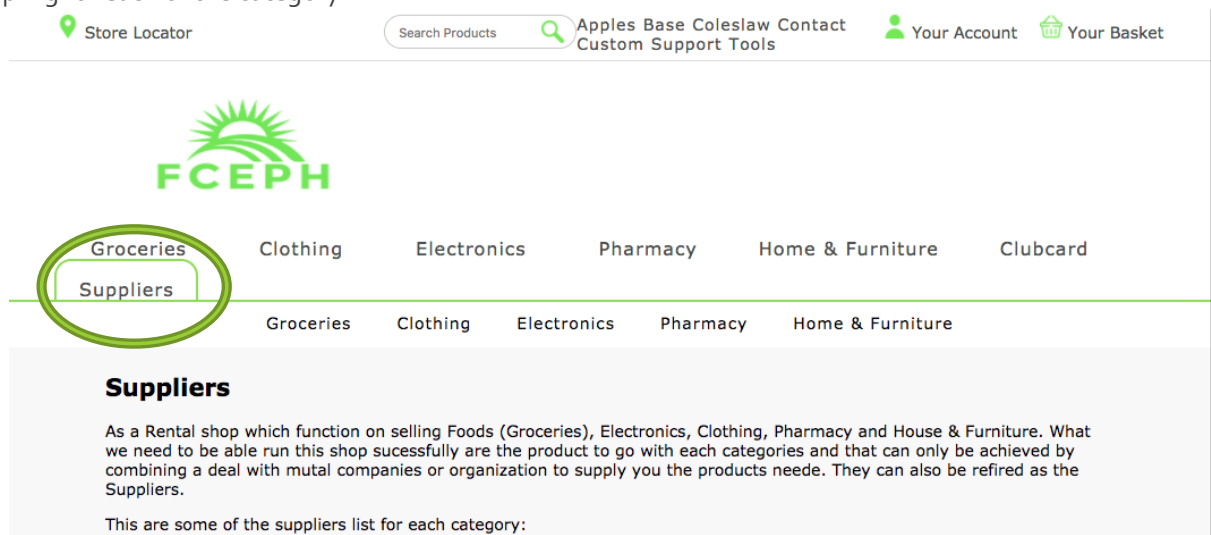 Store Locator Search Products Apples Base Coleslaw Contact Your Account Your Basket
Custom Support Tools
FCEPH
Groceries Clothing Electronics Pharmacy Home & Furniture Clubcard
Suppliers
Groceries Clothing Electronics Pharmacy Home & Furniture
Suppliers
As a Rental shop which function on selling Foods (Groceries), Electronics, Clothing, Pharmacy and House & Furniture. What
we need to be able run this shop sucessfully are the product to go with each categories and that can only be achieved by
combining a deal with mutal companies or organization to supply you the products neede. They can also be refired as the
Suppliers.
This are some of the suppliers list for each category: